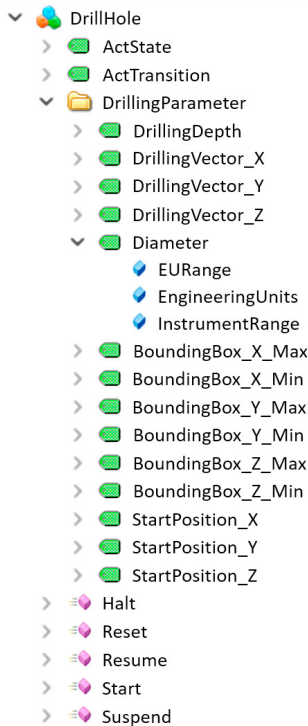 DrillHole
ActState
ActTransition
DrillingParameter
DrillingDepth
DrillingVector_X
DrillingVector_Y
DrillingVector_Z
Diameter
EURange
EngineeringUnits
InstrumentRange
BoundingBox_X_Max
BoundingBox_X_Min
BoundingBox_Y_Max
BoundingBox_Y_Min
BoundingBox_Z_Max
BoundingBox_Z_Min
StartPosition_X
StartPosition_Y
StartPosition_Z
Halt
Reset
Resume
Start
Suspend